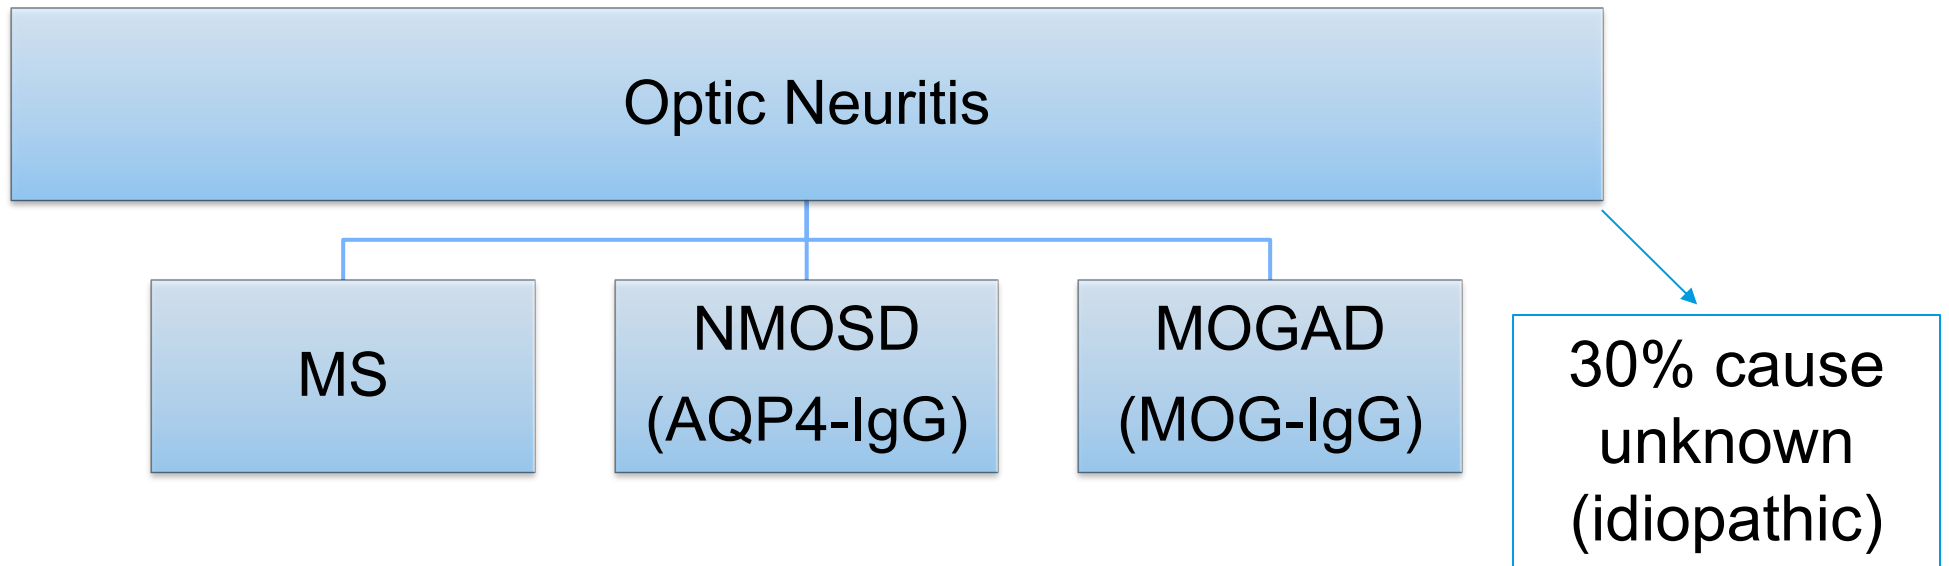 Optic Neuritis
MS
NMOSD
(AQP4-IgG)
MOGAD
(MOG-IgG)
30% cause
unknown
(idiopathic)